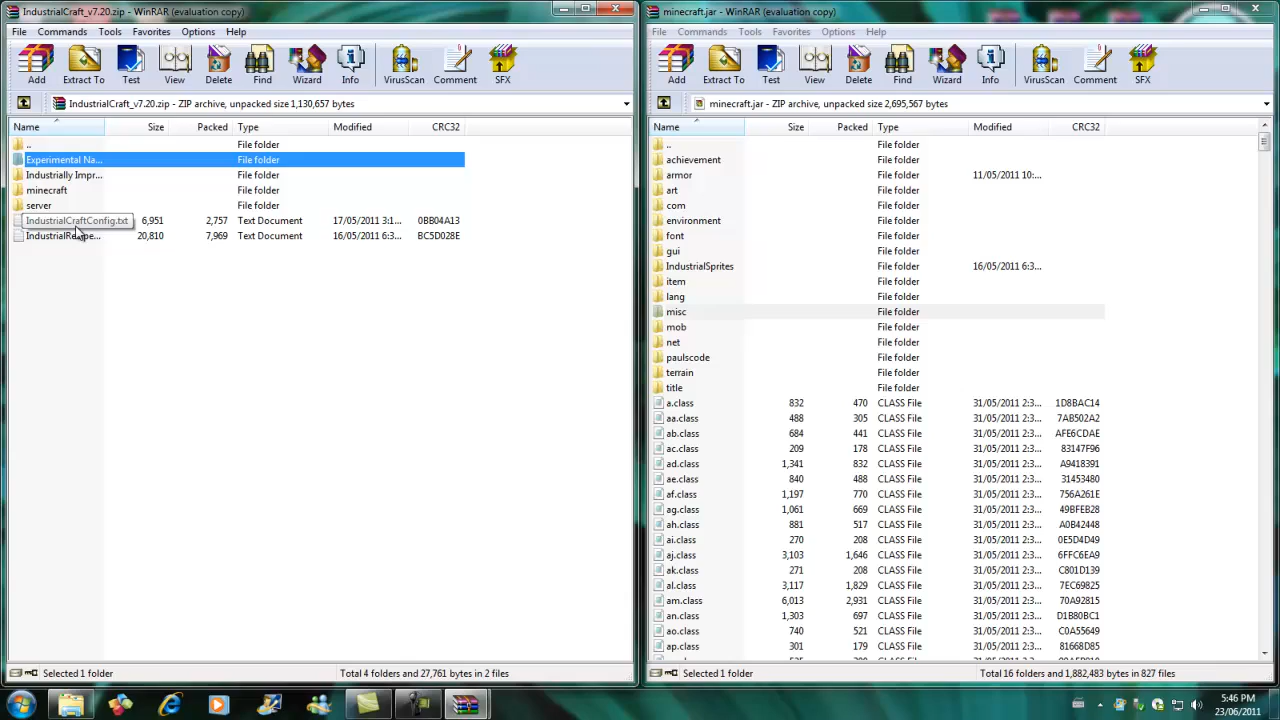 IndustrialCraft_v7.20.zip - WinRAR (evaluation copy)
File Commands Tools Favorites Options Help
Add Extract To Test View Delete Find Wizard Info VirusScan Comment SFX
IndustrialCraft_v7.20.zip - ZIP archive, unpacked size 1,130,657 bytes
Name Size Packed Type Modified CRC32
.. File folder
Experimental Na... File folder
Industrially Impr... File folder
minecraft File folder
server File folder
IndustrialCraftConfig.txt 6,951 2,757 Text Document 17/05/2011 3:1... 0BB04A13
20,810 7,969 Text Document 16/05/2011 6:3... BC5D028E
Selected 1 folder Total 4 folders and 27,761 bytes in 2 files
minecraft.jar - WinRAR (evaluation copy)
File Commands Tools Favorites Options Help
Add Extract To Test View Delete Find Wizard Info VirusScan Comment SFX
minecraft.jar - ZIP archive, unpacked size 2,695,567 bytes
Name Size Packed Type Modified CRC32
.. File folder
achievement File folder
armor File folder 11/05/2011 10:...
art File folder
com File folder
environment File folder
font File folder
gui File folder
IndustrialSprites File folder 16/05/2011 6:3...
item File folder
lang File folder
misc File folder
mob File folder
net File folder
paulscode File folder
terrain File folder
title File folder
a.class 832 470 CLASS File 31/05/2011 2:3... 1D8BAC14
aa.class 488 305 CLASS File 31/05/2011 2:3... 7AB502A2
ab.class 684 441 CLASS File 31/05/2011 2:3... AFE6CDAE
ac.class 209 178 CLASS File 31/05/2011 2:3... 83147F96
ad.class 1,341 832 CLASS File 31/05/2011 2:3... A9418391
ae.class 840 488 CLASS File 31/05/2011 2:3... 31453480
af.class 1,197 770 CLASS File 31/05/2011 2:3... 756A261E
ag.class 1,061 669 CLASS File 31/05/2011 2:3... 49BFEB28
ah.class 881 517 CLASS File 31/05/2011 2:3... A0B42448
ai.class 270 208 CLASS File 31/05/2011 2:3... 0E5D4D49
aj.class 3,103 1,646 CLASS File 31/05/2011 2:3... 6FFC6EA9
ak.class 271 208 CLASS File 31/05/2011 2:3... C801D139
al.class 3,117 1,829 CLASS File 31/05/2011 2:3... 7EC69825
am.class 6,013 2,931 CLASS File 31/05/2011 2:3... 70A92815
an.class 1,303 697 CLASS File 31/05/2011 2:3... D1B80BC1
ao.class 740 521 CLASS File 31/05/2011 2:3... C0A55649
ap.class 301 179 CLASS File 31/05/2011 2:3... 81668D85
Selected 1 folder Total 16 folders and 1,882,483 bytes in 827 files
5:46 PM
23/06/2011